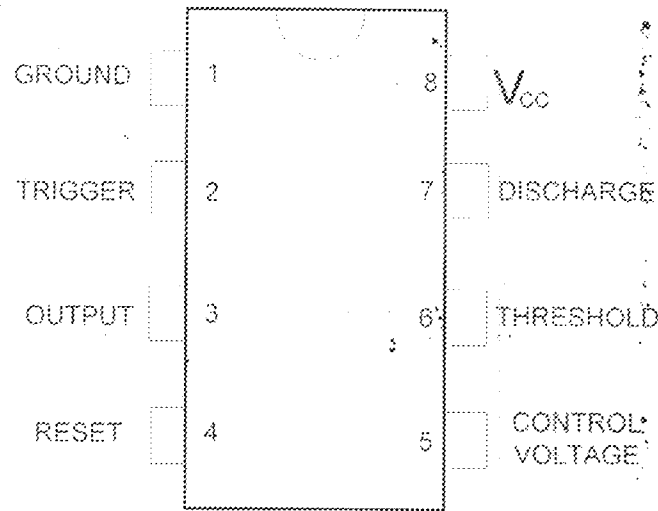 GROUND 1 8 Vcc
TRIGGER 2 7 DISCHARGE
OUTPUT 3 6 THRESHOLD
RESET 4 5 CONTROL
VOLTAGE